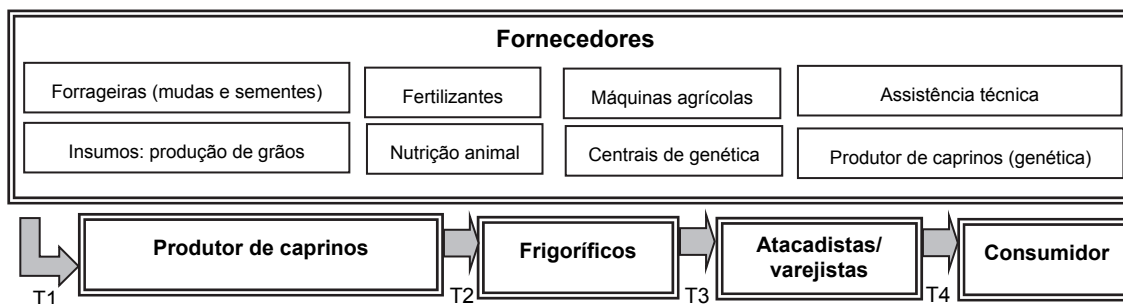 Fornecedores
Forrageiras (mudas e sementes)
Fertilizantes
Máquinas agrícolas
Assistência técnica
Insumos: produção de grãos
Nutrição animal
Centrais de genética
Produtor de caprinos (genética)
Produtor de caprinos
Frigoríficos
Atacadistas/
varejistas
Consumidor
T1
T2
T3
T4